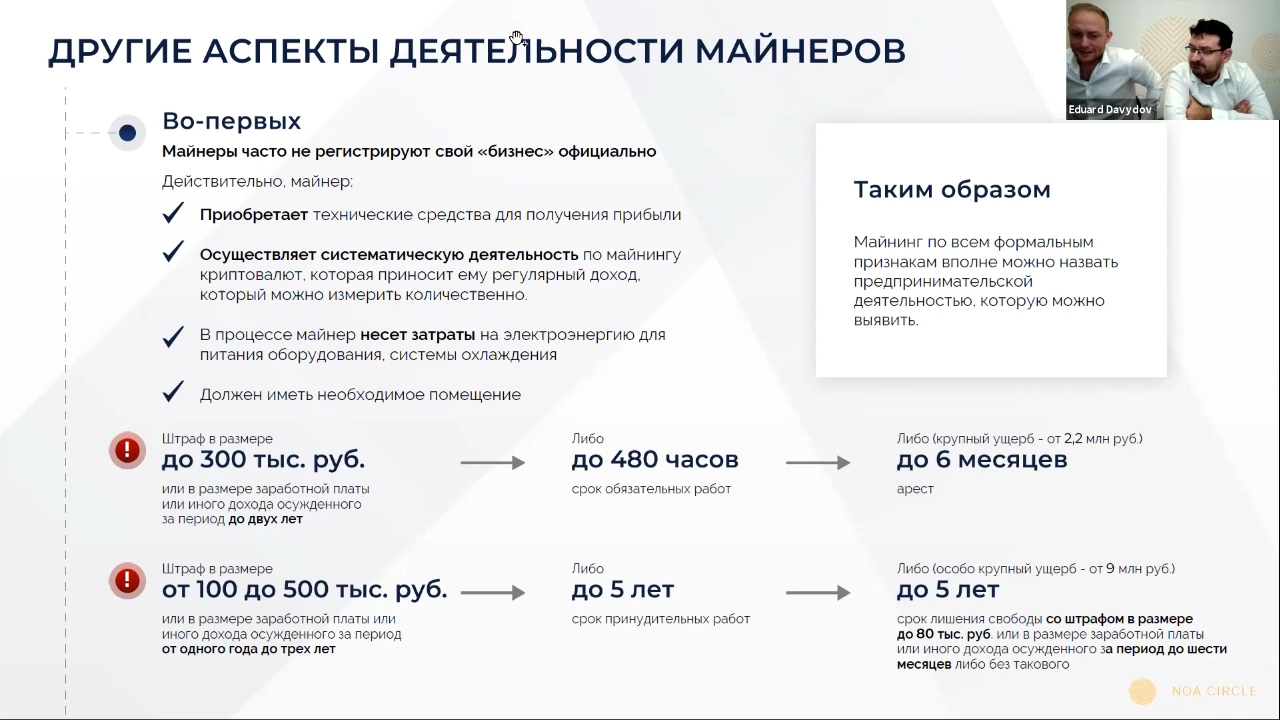 ДРУГИЕ АСПЕКТЫ ДЕЯТЕЛЬНОСТИ МАЙНЕРОВ
Eduard Davydov
Во-первых
Майнеры часто не регистрируют свой «бизнес» официально
Действительно, майнер:
Приобретает технические средства для получения прибыли
Осуществляет систематическую деятельность по майнингу
криптовалют, которая приносит ему регулярный доход,
который можно измерить количественно.
В процессе майнер несет затраты на электроэнергию для
питания оборудования, системы охлаждения
Должен иметь необходимое помещение
Таким образом
Майнинг по всем формальным
признакам вполне можно назвать
предпринимательской
деятельностью, которую можно
выявить.
Штраф в размере
до 300 тыс. руб.
или в размере заработной платы
или иного дохода осужденного
за период до двух лет
Либо
до 480 часов
срок обязательных работ
Либо (крупный ущерб - от 2,2 млн руб.)
до 6 месяцев
арест
Штраф в размере
от 100 до 500 тыс. руб.
или в размере заработной платы или
иного дохода осужденного за период
от одного года до трех лет
Либо
до 5 лет
срок принудительных работ
Либо (особо крупный ущерб - от 9 млн руб.)
до 5 лет
срок лишения свободы со штрафом в размере
до 80 тыс. руб. или в размере заработной платы
или иного дохода осужденного за период до шести
месяцев либо без такового
NOA CIRCLE